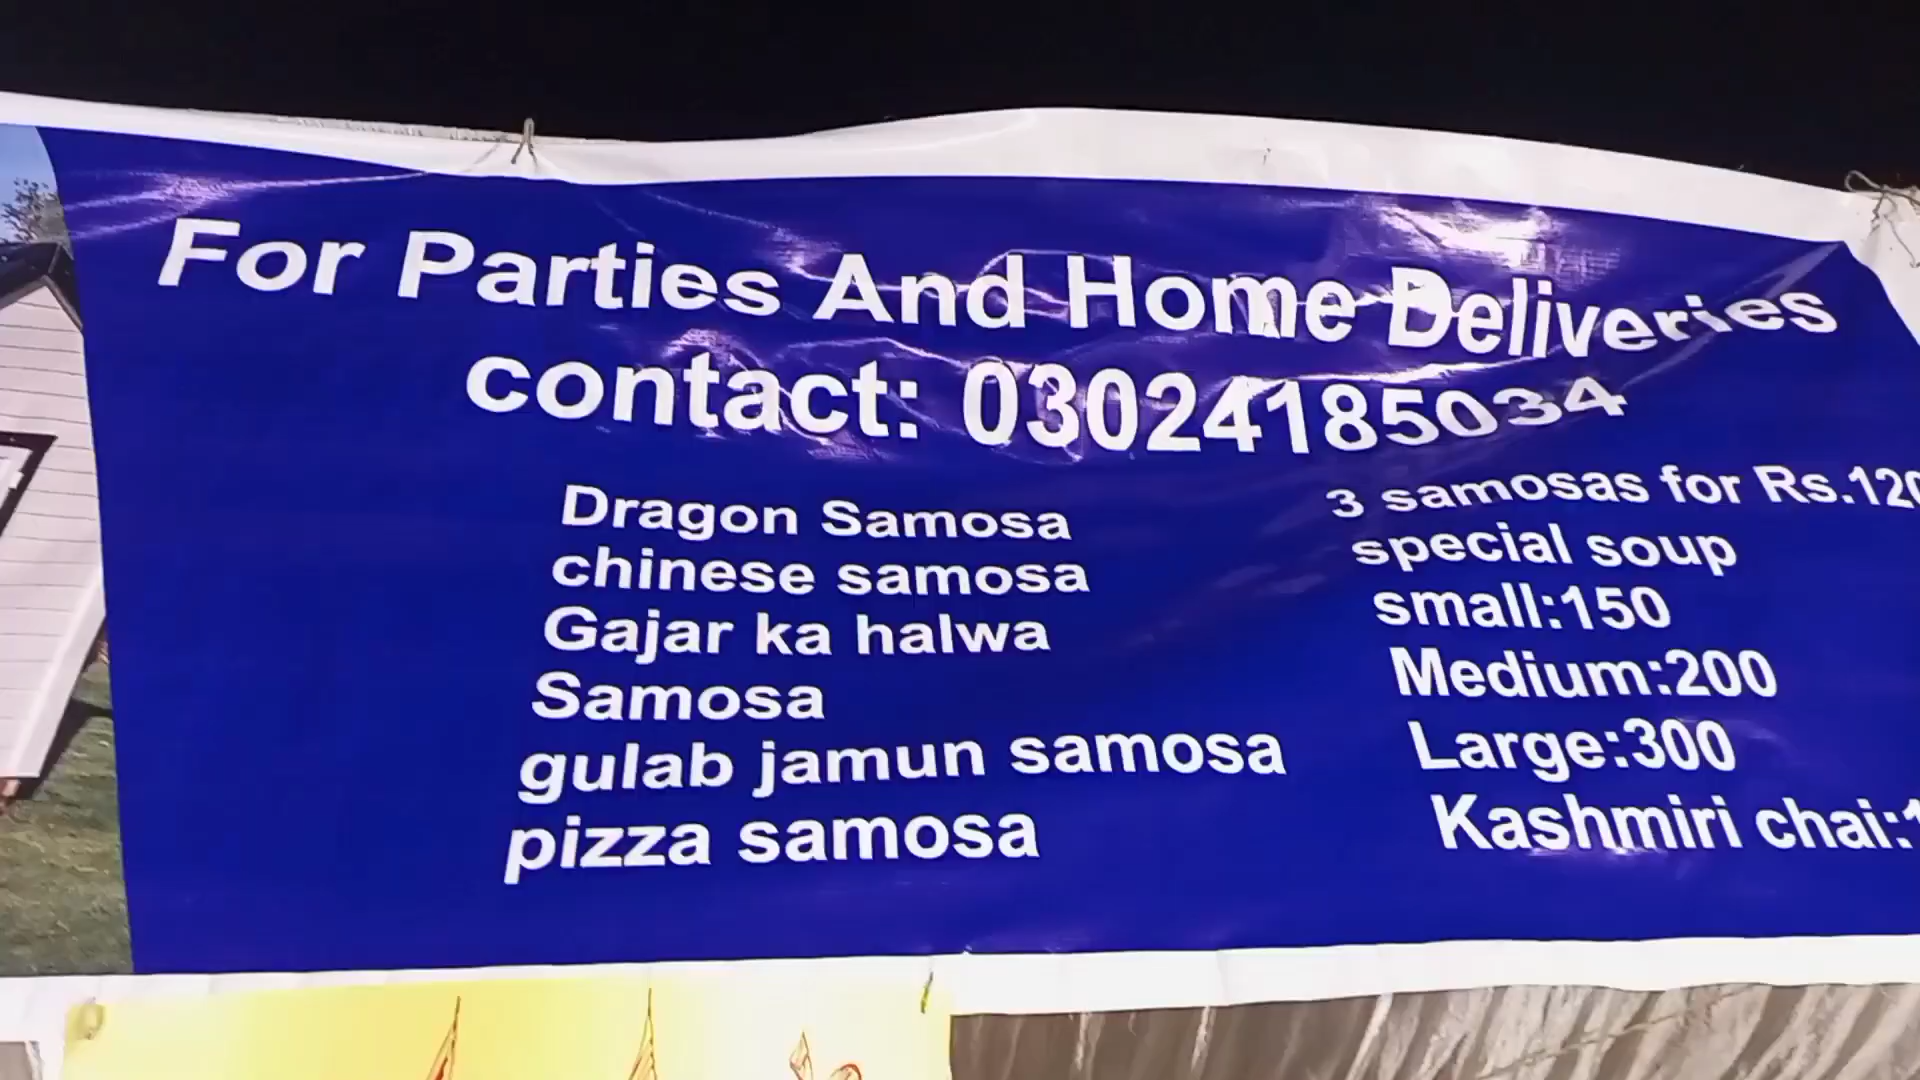 For Parties And Home Deliveries
contact: 03024185034
Dragon Samosa
chinese samosa
Gajar ka halwa
Samosa
gulab jamun samosa
pizza samosa
3 samosas for Rs.120
special soup
small:150
Medium:200
Large:300
Kashmiri chai: